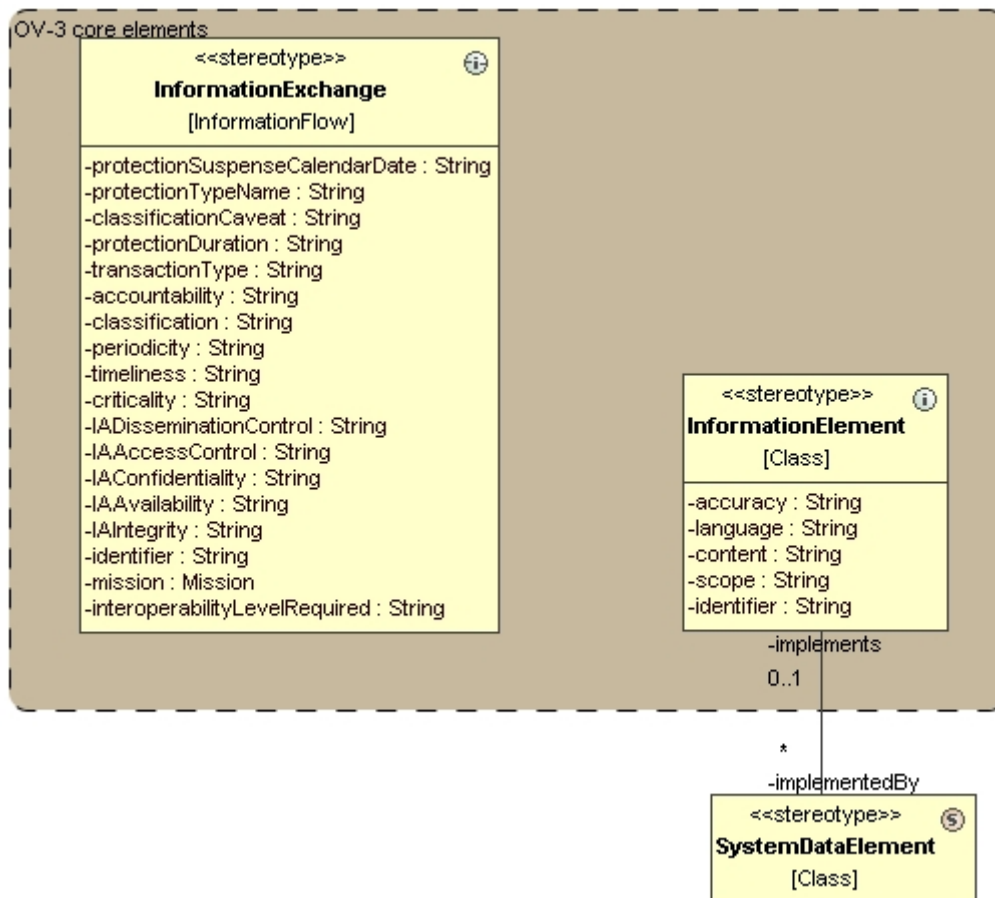 OV-3 core elements
<<stereotype>>
InformationExchange
[InformationFlow]
-protectionSuspenseCalendarDate : String
-protectionTypeName : String
-classificationCaveat : String
-protectionDuration : String
-transactionType : String
-accountability : String
-classification : String
-periodicity : String
-timeliness : String
-criticality : String
-IADisseminationControl : String
-IAAccessControl : String
-IAConfidentiality : String
-IAAvailability : String
-IAIntegrity : String
-identifier : String
-mission : Mission
-interoperabilityLevelRequired : String
<<stereotype>>
InformationElement
[Class]
-accuracy : String
-language : String
-content : String
-scope : String
-identifier : String
-implements
0..1
*
-implementedBy
<<stereotype>>
S
SystemDataElement
[Class]